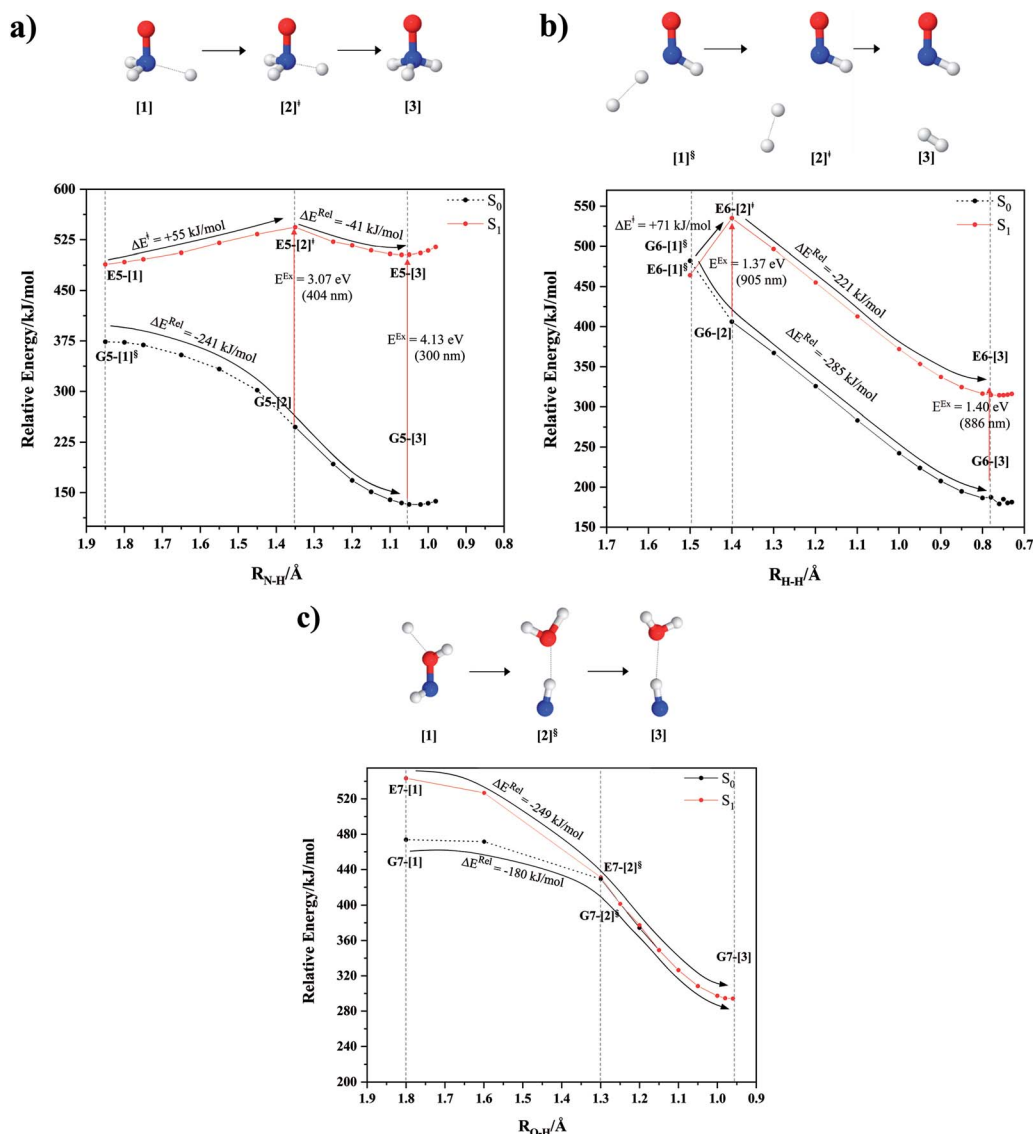 a)
[1]
[2]‡
[3]
600
525
450
375
300
225
150
Relative Energy/kJ/mol
S0
S1
ΔE‡ = +55 kJ/mol
ΔERel = -41 kJ/mol
E5-[1]
E5-[2]‡
E5-[3]
EEx = 3.07 eV
(404 nm)
EEx = 4.13 eV
(300 nm)
ΔERel = -241 kJ/mol
G5-[1]§
G5-[2]
G5-[3]
1.9 1.8 1.7 1.6 1.5 1.4 1.3 1.2 1.1 1.0 0.9 0.8
RN-H/Å
b)
[1]§
[2]‡
[3]
550
500
450
400
350
300
250
200
150
Relative Energy/kJ/mol
S0
S1
E6-[2]‡
ΔE‡ = +71 kJ/mol
G6-[1]§
E6-[1]§
EEx = 1.37 eV
(905 nm)
ΔERel = -221 kJ/mol
G6-[2]
ΔERel = -285 kJ/mol
E6-[3]
EEx = 1.40 eV
(886 nm)
G6-[3]
1.7 1.6 1.5 1.4 1.3 1.2 1.1 1.0 0.9 0.8 0.7
RH-H/Å
c)
[1]
[2]§
[3]
520
440
360
280
200
Relative Energy/kJ/mol
S0
S1
E7-[1]
ΔERel = -249 kJ/mol
G7-[1]
ΔERel = -180 kJ/mol
E7-[2]§
G7-[2]§
G7-[3]
1.9 1.8 1.7 1.6 1.5 1.4 1.3 1.2 1.1 1.0 0.9
RO-H/Å